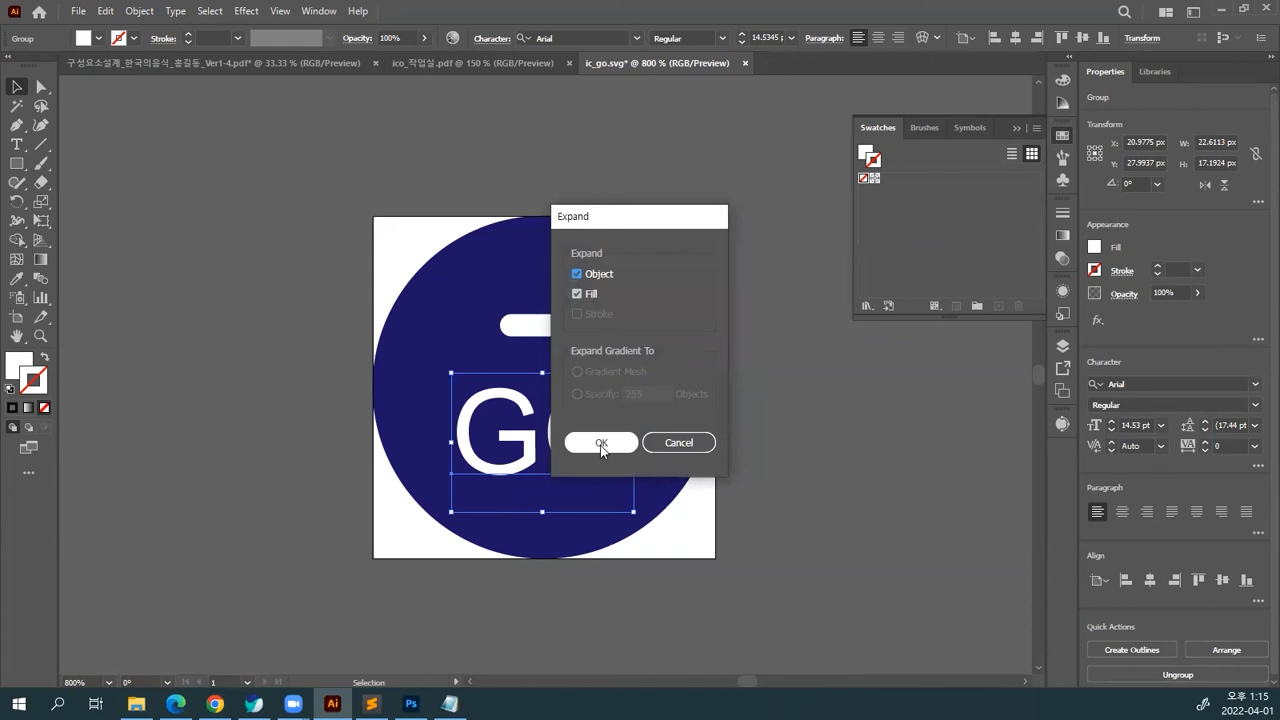 Ai File Edit Object Type Select Effect View Window Help
Group Stroke: Opacity: 100% Character: Arial Regular 14.5345 Paragraph: Transform
구성요소설계_한국의음식_홍길동_Ver1-4.pdf* @ 33.33 % (RGB/Preview) × ico_작업실.pdf @ 150 % (RGB/Preview) × ic_go.svg* @ 800 % (RGB/Preview) ×
Properties Libraries
Group
Transform
X: 20.9775 px W: 22.6113 px
Y: 27.9937 px H: 17.1924 px
0°
Appearance
Fill
Stroke
Opacity 100%
fx.
Character
Arial
Regular
14.53 pt (17.44 pt
Auto 0
Paragraph
Align
Quick Actions
Create Outlines Arrange
Ungroup
Swatches Brushes Symbols
Expand
Expand
Object
Fill
Stroke
Expand Gradient To
Gradient Mesh
Specify: 255 Objects
OK Cancel
G
800% 0° 1 Selection
Ai Ps
오후 1:15
2022-04-01